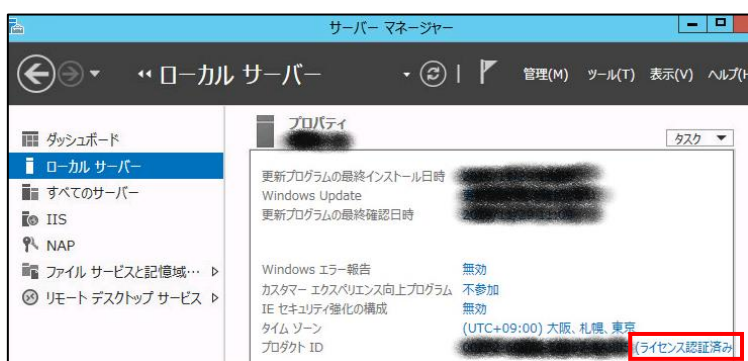 サーバー マネージャー
ローカル サーバー
管理(M) ツール(T) 表示(V) ヘルプ(H
プロパティ
タスク
ダッシュボード
ローカル サーバー
すべてのサーバー
IIS
NAP
ファイル サービスと記憶域…
リモート デスクトップ サービス
更新プログラムの最終インストール日時
Windows Update
更新プログラムの最終確認日時
Windows エラー報告 無効
カスタマー エクスペリエンス向上プログラム 不参加
IE セキュリティ強化の構成 無効
タイム ゾーン (UTC+09:00) 大阪、札幌、東京
プロダクト ID (ライセンス認証済み